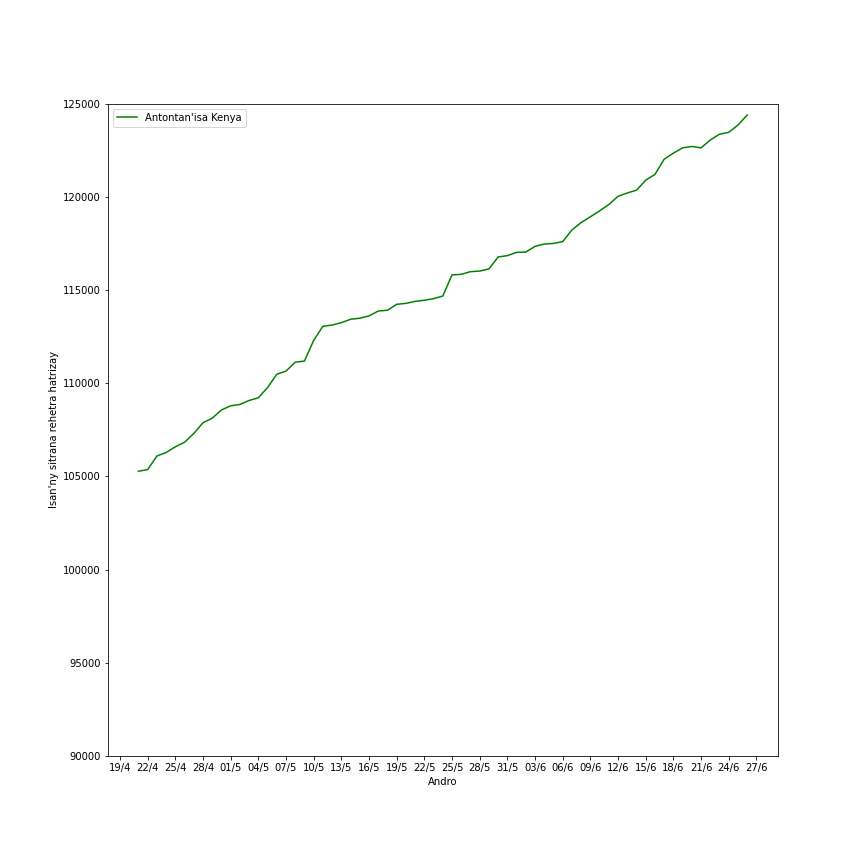 125000
Antontan'isa Kenya
120000
115000
110000
105000
100000
95000
90000
Isan'ny sitrana rehetra hatrizay
19/4 22/4 25/4 28/4 01/5 04/5 07/5 10/5 13/5 16/5 19/5 22/5 25/5 28/5 31/5 03/6 06/6 09/6 12/6 15/6 18/6 21/6 24/6 27/6
Andro